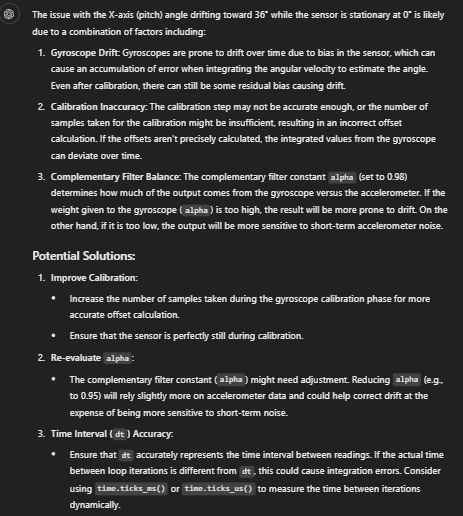 The issue with the X-axis (pitch) angle drifting toward 36° while the sensor is stationary at 0° is likely
due to a combination of factors including:
1. Gyroscope Drift: Gyroscopes are prone to drift over time due to bias in the sensor, which can
cause an accumulation of error when integrating the angular velocity to estimate the angle.
Even after calibration, there can still be some residual bias causing drift.
2. Calibration Inaccuracy: The calibration step may not be accurate enough, or the number of
samples taken for the calibration might be insufficient, resulting in an incorrect offset
calculation. If the offsets aren't precisely calculated, the integrated values from the gyroscope
can deviate over time.
3. Complementary Filter Balance: The complementary filter constant alpha (set to 0.98)
determines how much of the output comes from the gyroscope versus the accelerometer. If the
weight given to the gyroscope ( alpha ) is too high, the result will be more prone to drift. On the
other hand, if it is too low, the output will be more sensitive to short-term accelerometer noise.
Potential Solutions:
1. Improve Calibration:
• Increase the number of samples taken during the gyroscope calibration phase for more
accurate offset calculation.
• Ensure that the sensor is perfectly still during calibration.
2. Re-evaluate alpha :
• The complementary filter constant ( alpha ) might need adjustment. Reducing alpha (e.g.,
to 0.95) will rely slightly more on accelerometer data and could help correct drift at the
expense of being more sensitive to short-term noise.
3. Time Interval ( dt ) Accuracy:
• Ensure that dt accurately represents the time interval between readings. If the actual time
between loop iterations is different from dt , this could cause integration errors. Consider
using time.ticks_ms() or time.ticks_us() to measure the time between iterations
dynamically.